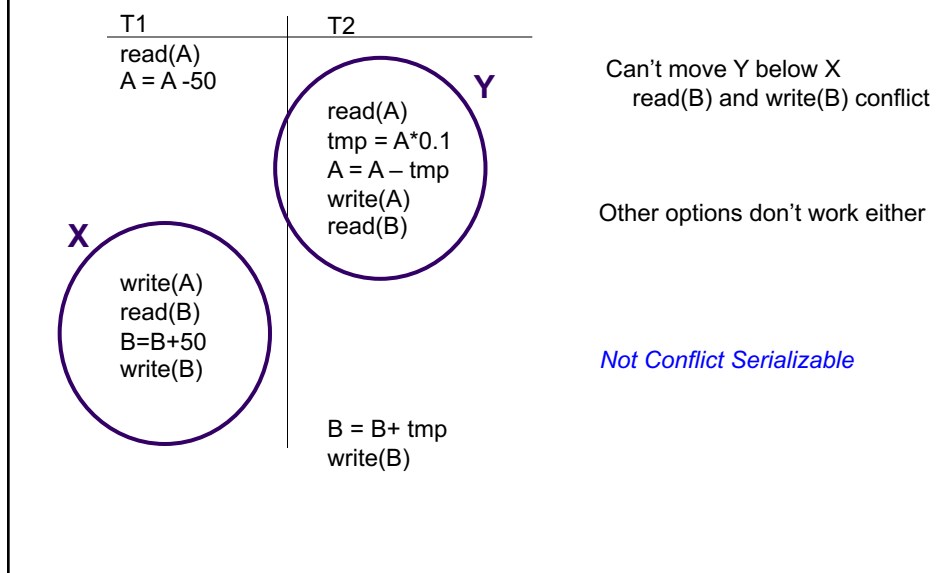 T1
T2
read(A)
A = A -50
Y
read(A)
tmp = A*0.1
A = A – tmp
write(A)
read(B)
X
write(A)
read(B)
B=B+50
write(B)
B = B+ tmp
write(B)
Can’t move Y below X
read(B) and write(B) conflict
Other options don’t work either
Not Conflict Serializable